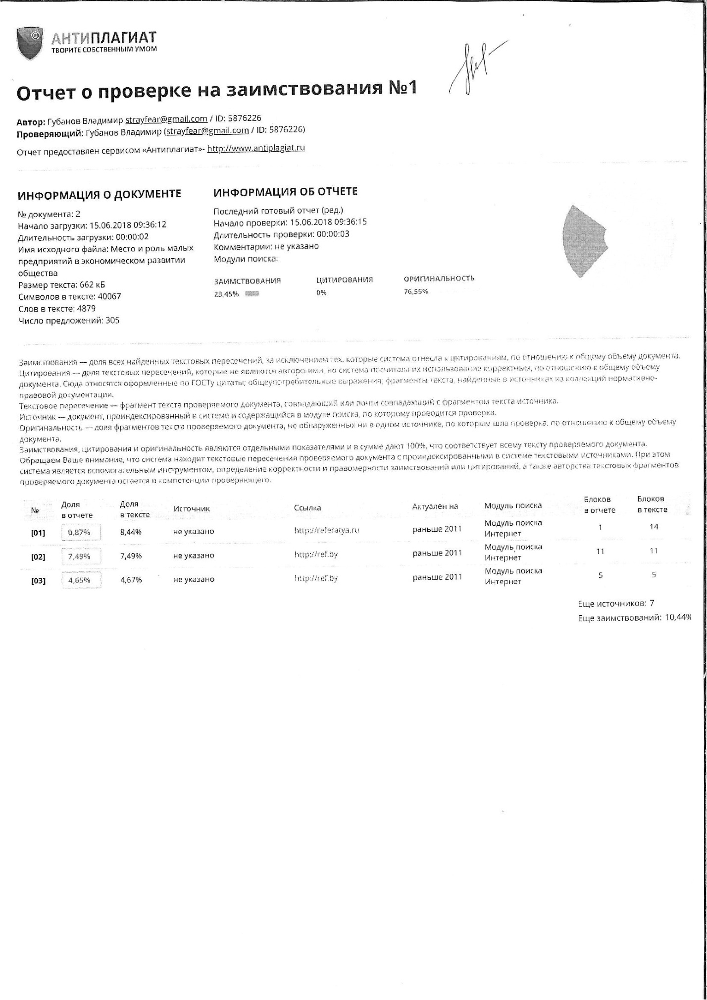 АНТИПЛАГИАТ
ТВОРИТЕ СОБСТВЕННЫМ УМОМ
Отчет о проверке на заимствования №1
Автор: Губанов Владимир strayfear@gmail.com / ID: 5876226
Проверяющий: Губанов Владимир (strayfear@gmail.com / ID: 5876226)
Отчет предоставлен сервисом «Антиплагиат»- http://www.antiplagiat.ru
ИНФОРМАЦИЯ О ДОКУМЕНТЕ
№ документа: 2
Начало загрузки: 15.06.2018 09:36:12
Длительность загрузки: 00:00:02
Имя исходного файла: Место и роль малых
предприятий в экономическом развитии
общества
Размер текста: 662 кБ
Символов в тексте: 40067
Слов в тексте: 4879
Число предложений: 305
ИНФОРМАЦИЯ ОБ ОТЧЕТЕ
Последний готовый отчет (ред.)
Начало проверки: 15.06.2018 09:36:15
Длительность проверки: 00:00:03
Комментарии: не указано
Модули поиска:
ЗАИМСТВОВАНИЯ ЦИТИРОВАНИЯ ОРИГИНАЛЬНОСТЬ
23,45% 0% 76,55%
Заимствования — доля всех найденных текстовых пересечений, за исключением тех, которые система отнесла к цитированиям, по отношению к общему объему документа.
Цитирования — доля текстовых пересечений, которые не являются авторскими, но система посчитала их использование корректным, по отношению к общему объему
документа. Сюда относятся оформленные по ГОСТу цитаты; общеупотребительные выражения; фрагменты текста, найденные в источниках из коллекций нормативно-
правовой документации.
Текстовое пересечение — фрагмент текста проверяемого документа, совпадающий или почти совпадающий с фрагментом текста источника.
Источник — документ, проиндексированный в системе и содержащийся в модуле поиска, по которому проводится проверка.
Оригинальность — доля фрагментов текста проверяемого документа, не обнаруженных ни в одном источнике, по которым шла проверка, по отношению к общему объему
документа.
Заимствования, цитирования и оригинальность являются отдельными показателями и в сумме дают 100%, что соответствует всему тексту проверяемого документа.
Обращаем Ваше внимание, что система находит текстовые пересечения проверяемого документа с проиндексированными в системе текстовыми источниками. При этом
система является вспомогательным инструментом, определение корректности и правомерности заимствований или цитирований, а также авторства текстовых фрагментов
проверяемого документа остается в компетенции проверяющего.
№ Доля в отчете Доля в тексте Источник Ссылка Актуален на Модуль поиска Блоков в отчете Блоков в тексте
[01] 0,87% 8,44% не указано http://referatya.ru раньше 2011 Модуль поиска Интернет 1 14
[02] 7,49% 7,49% не указано http://ref.by раньше 2011 Модуль поиска Интернет 11 11
[03] 4,65% 4,67% не указано http://ref.by раньше 2011 Модуль поиска Интернет 5 5
Еще источников: 7
Еще заимствований: 10,44%